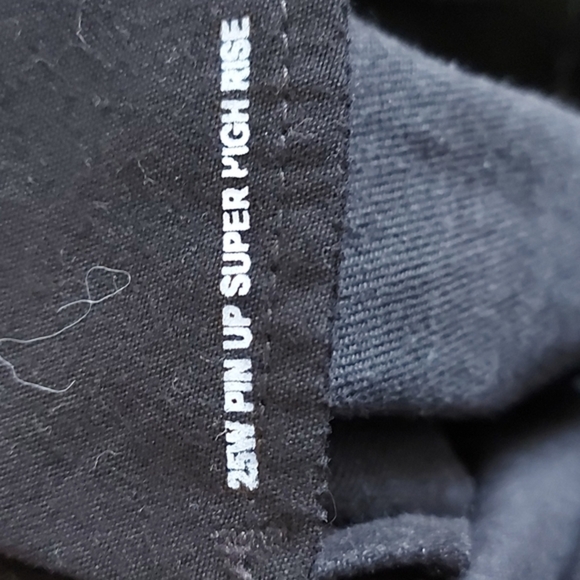 25W PIN UP SUPER HIGH RISE